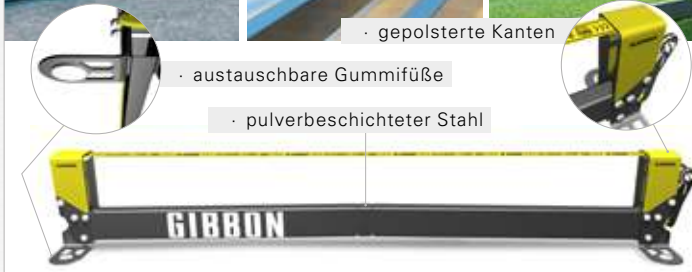 · gepolsterte Kanten
· austauschbare Gummifüße
· pulverbeschichteter Stahl
GIBBON